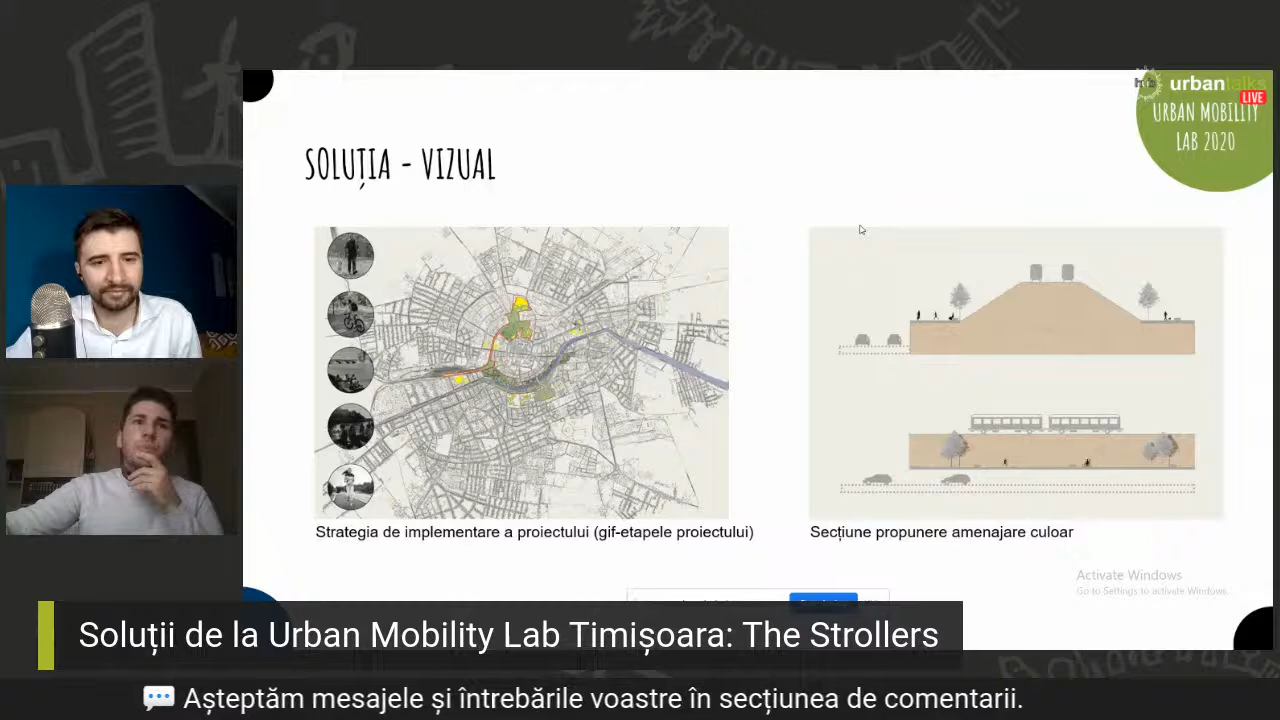 urbantalks
LIVE
URBAN MOBILITY
LAB 2020
SOLUȚIA - VIZUAL
Strategia de implementare a proiectului (gif-etapele proiectului)
Secțiune propunere amenajare culoar
Activate Windows
Go to Settings to activate Windows.
Soluții de la Urban Mobility Lab Timișoara: The Strollers
Așteptăm mesajele și întrebările voastre în secțiunea de comentarii.